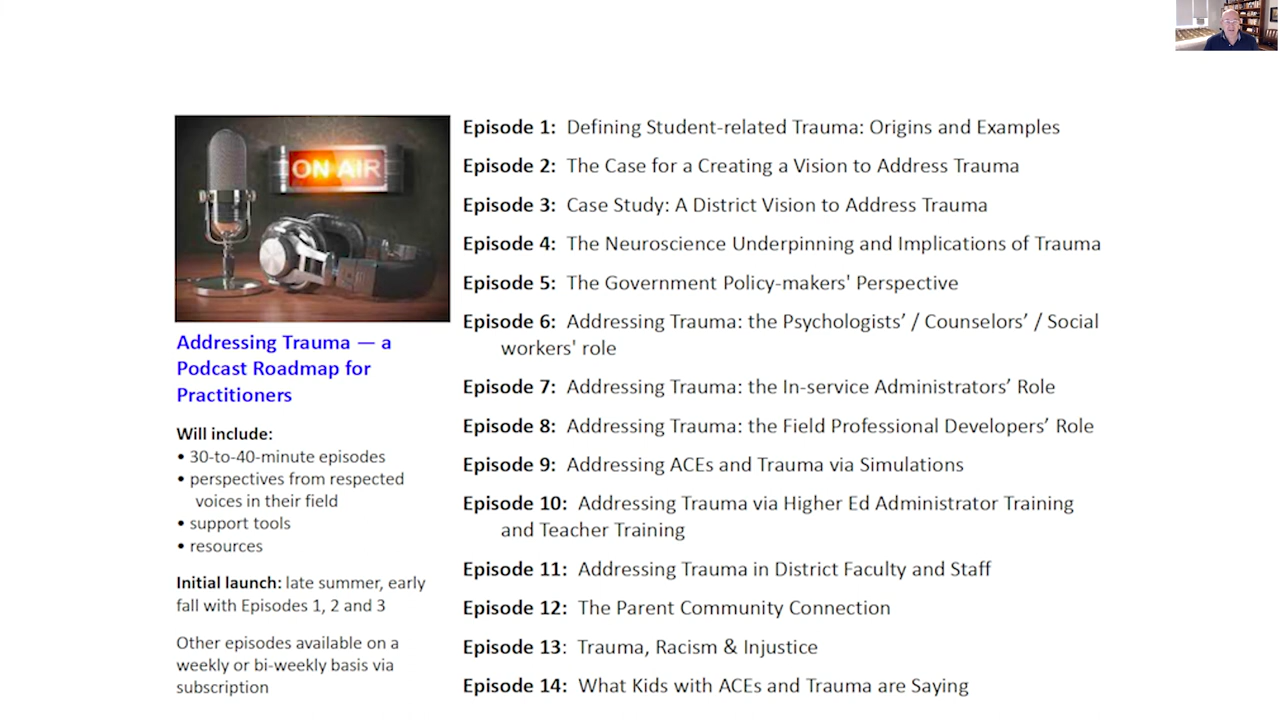 ON AIR
Addressing Trauma — a
Podcast Roadmap for
Practitioners
Will include:
• 30-to-40-minute episodes
• perspectives from respected
voices in their field
• support tools
• resources
Initial launch: late summer, early
fall with Episodes 1, 2 and 3
Other episodes available on a
weekly or bi-weekly basis via
subscription
Episode 1: Defining Student-related Trauma: Origins and Examples
Episode 2: The Case for a Creating a Vision to Address Trauma
Episode 3: Case Study: A District Vision to Address Trauma
Episode 4: The Neuroscience Underpinning and Implications of Trauma
Episode 5: The Government Policy-makers' Perspective
Episode 6: Addressing Trauma: the Psychologists’ / Counselors’ / Social
workers' role
Episode 7: Addressing Trauma: the In-service Administrators’ Role
Episode 8: Addressing Trauma: the Field Professional Developers’ Role
Episode 9: Addressing ACEs and Trauma via Simulations
Episode 10: Addressing Trauma via Higher Ed Administrator Training
and Teacher Training
Episode 11: Addressing Trauma in District Faculty and Staff
Episode 12: The Parent Community Connection
Episode 13: Trauma, Racism & Injustice
Episode 14: What Kids with ACEs and Trauma are Saying